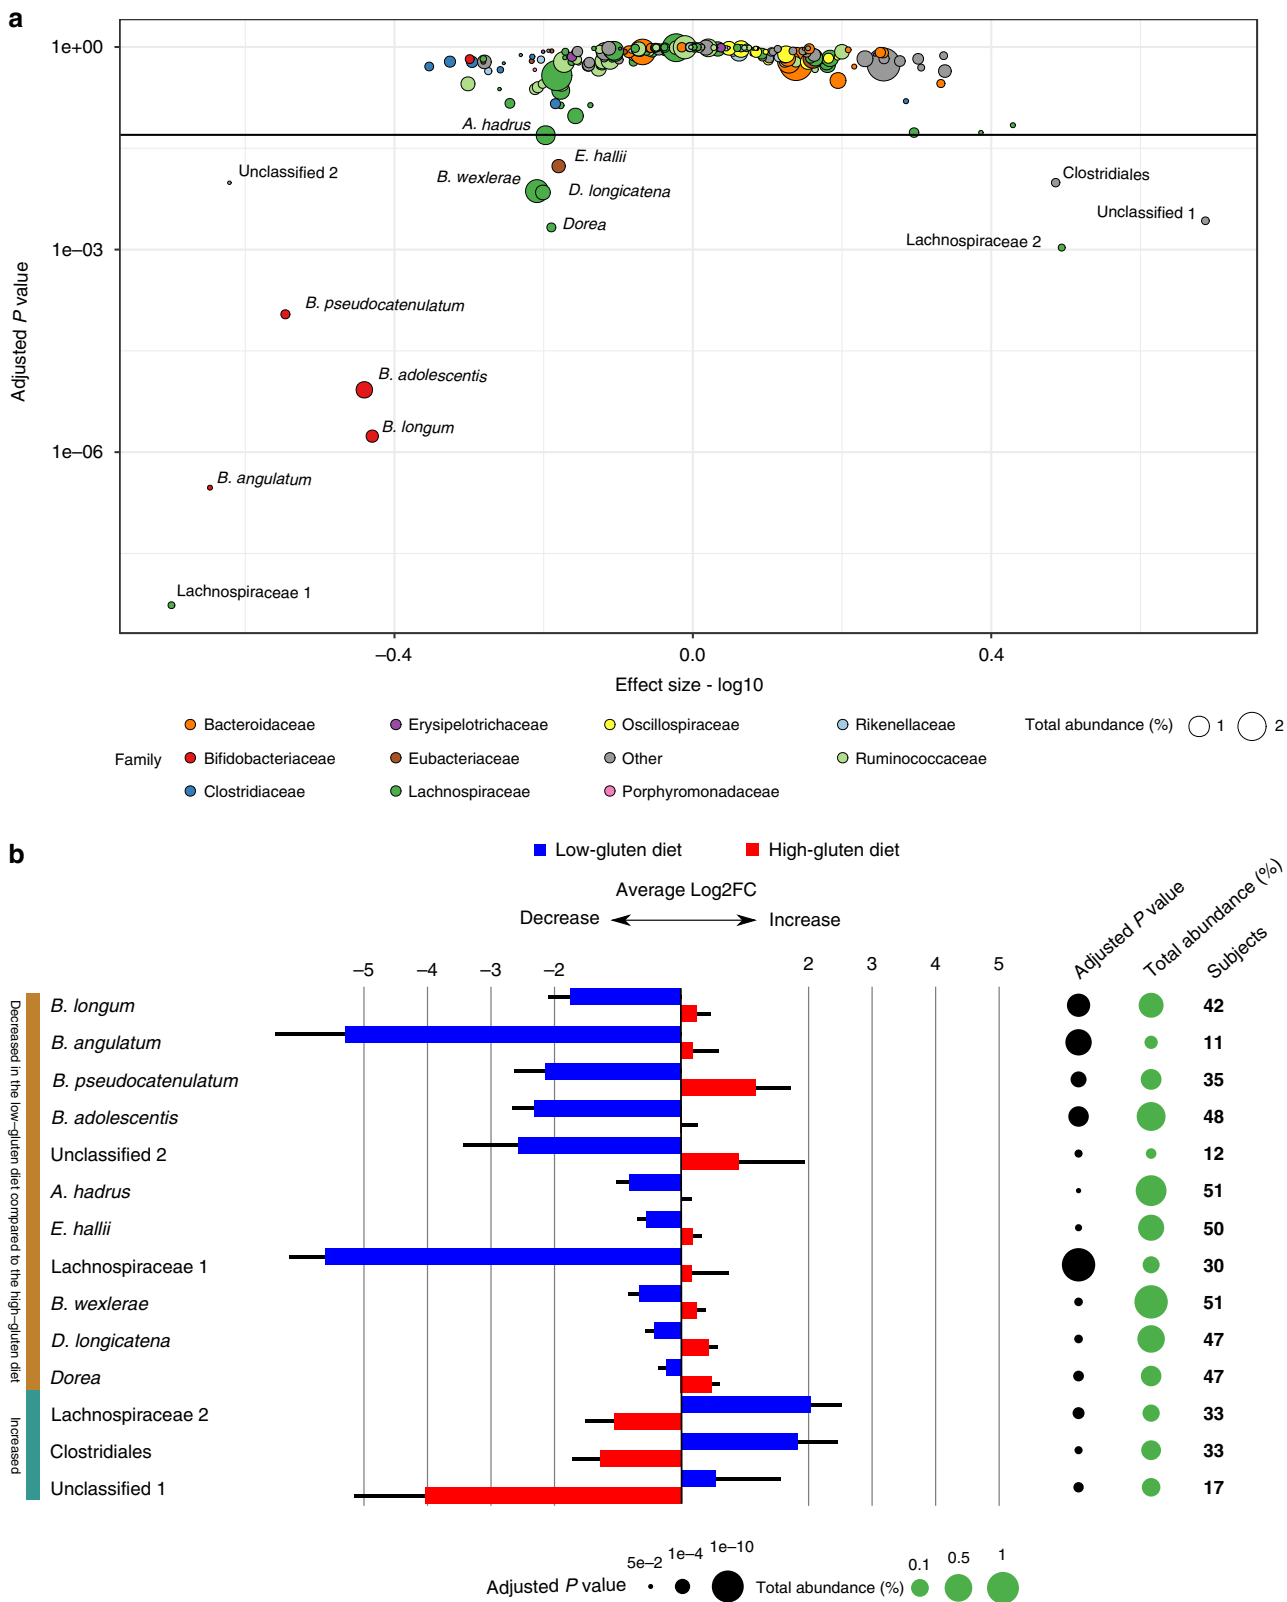 a
1e+00
1e–03
1e–06
Adjusted P value
A. hadrus
E. hallii
B. wexlerae
D. longicatena
Dorea
Unclassified 2
Clostridiales
Unclassified 1
Lachnospiraceae 2
B. pseudocatenulatum
B. adolescentis
B. longum
B. angulatum
Lachnospiraceae 1
–0.4 0.0 0.4
Effect size - log10
Family
Bacteroidaceae Erysipelotrichaceae Oscillospiraceae Rikenellaceae
Bifidobacteriaceae Eubacteriaceae Other Ruminococcaceae
Clostridiaceae Lachnospiraceae Porphyromonadaceae
Total abundance (%) 1 2
b
Low-gluten diet High-gluten diet
Average Log2FC
Decrease Increase
Adjusted P value
Total abundance (%)
Subjects
–5 –4 –3 –2 2 3 4 5
Decreased in the low–gluten diet compared to the high–gluten diet
Increased
B. longum 42
B. angulatum 11
B. pseudocatenulatum 35
B. adolescentis 48
Unclassified 2 12
A. hadrus 51
E. hallii 50
Lachnospiraceae 1 30
B. wexlerae 51
D. longicatena 47
Dorea 47
Lachnospiraceae 2 33
Clostridiales 33
Unclassified 1 17
Adjusted P value 5e–2 1e–4 1e–10
Total abundance (%) 0.1 0.5 1